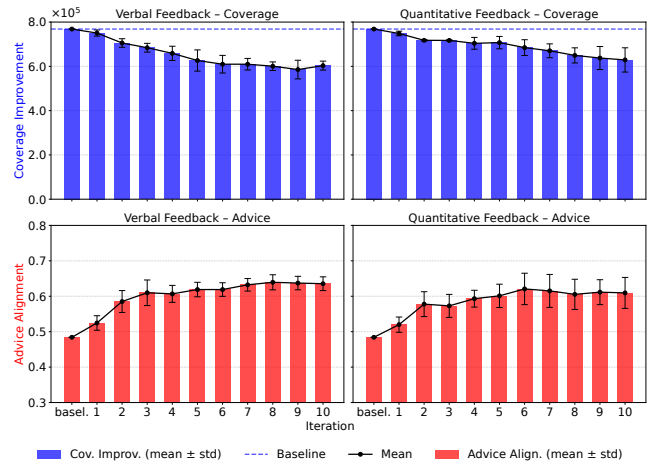 ×10⁵
Verbal Feedback – Coverage
Quantitative Feedback – Coverage
8.0
6.0
4.0
2.0
0.0
Coverage Improvement
Verbal Feedback – Advice
Quantitative Feedback – Advice
0.8
0.7
0.6
0.5
0.4
0.3
Advice Alignment
basel. 1 2 3 4 5 6 7 8 9 10
basel. 1 2 3 4 5 6 7 8 9 10
Iteration
Cov. Improv. (mean ± std) Baseline Mean Advice Align. (mean ± std)